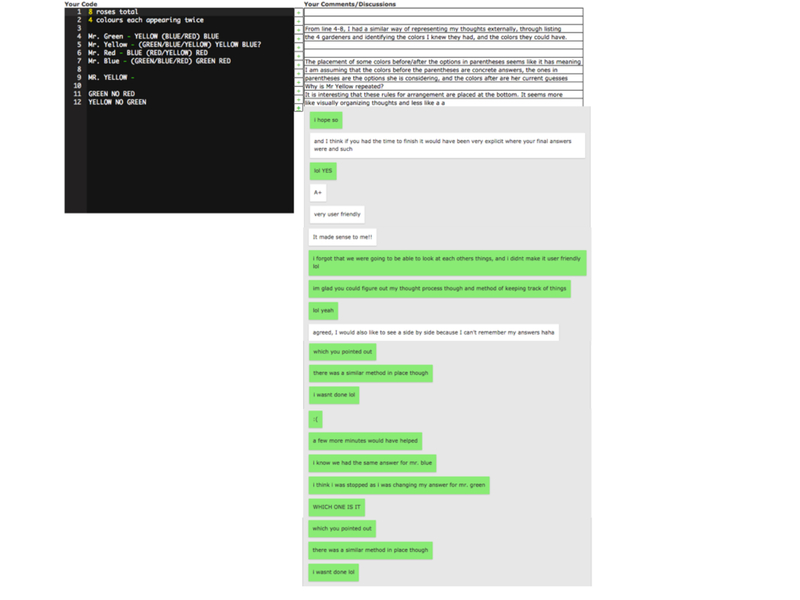 Your Code
Your Comments/Discussions
1 8 roses total
2 4 colours each appearing twice
3
4 Mr. Green - YELLOW (BLUE/RED) BLUE
5 Mr. Yellow - (GREEN/BLUE/YELLOW) YELLOW BLUE?
6 Mr. Red - BLUE (RED/YELLOW) RED
7 Mr. Blue - (GREEN/BLUE/RED) GREEN RED
8
9 MR. YELLOW -
10
11 GREEN NO RED
12 YELLOW NO GREEN
From line 4-8, I had a similar way of representing my thoughts externally, through listing
the 4 gardeners and identifying the colors I knew they had, and the colors they could have.
The placement of some colors before/after the options in parentheses seems like it has meaning
I am assuming that the colors before the parentheses are concrete answers, the ones in
parentheses are the options she is considering, and the colors after are her current guesses
Why is Mr Yellow repeated?
It is interesting that these rules for arrangement are placed at the bottom. It seems more
like visually organizing thoughts and less like a a
i hope so
and I think if you had the time to finish it would have been very explicit where your final answers
were and such
lol YES
A+
very user friendly
It made sense to me!!
i forgot that we were going to be able to look at each others things, and i didnt make it user friendly
lol
im glad you could figure out my thought process though and method of keeping track of things
lol yeah
agreed, I would also like to see a side by side because I can't remember my answers haha
which you pointed out
there was a similar method in place though
i wasnt done lol
:(
a few more minutes would have helped
i know we had the same answer for mr. blue
i think i was stopped as i was changing my answer for mr. green
WHICH ONE IS IT
which you pointed out
there was a similar method in place though
i wasnt done lol